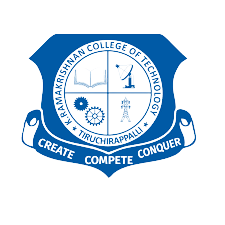 K.RAMAKRISHNAN COLLEGE OF TECHNOLOGY
★ TIRUCHIRAPPALLI ★
CREATE COMPETE CONQUER